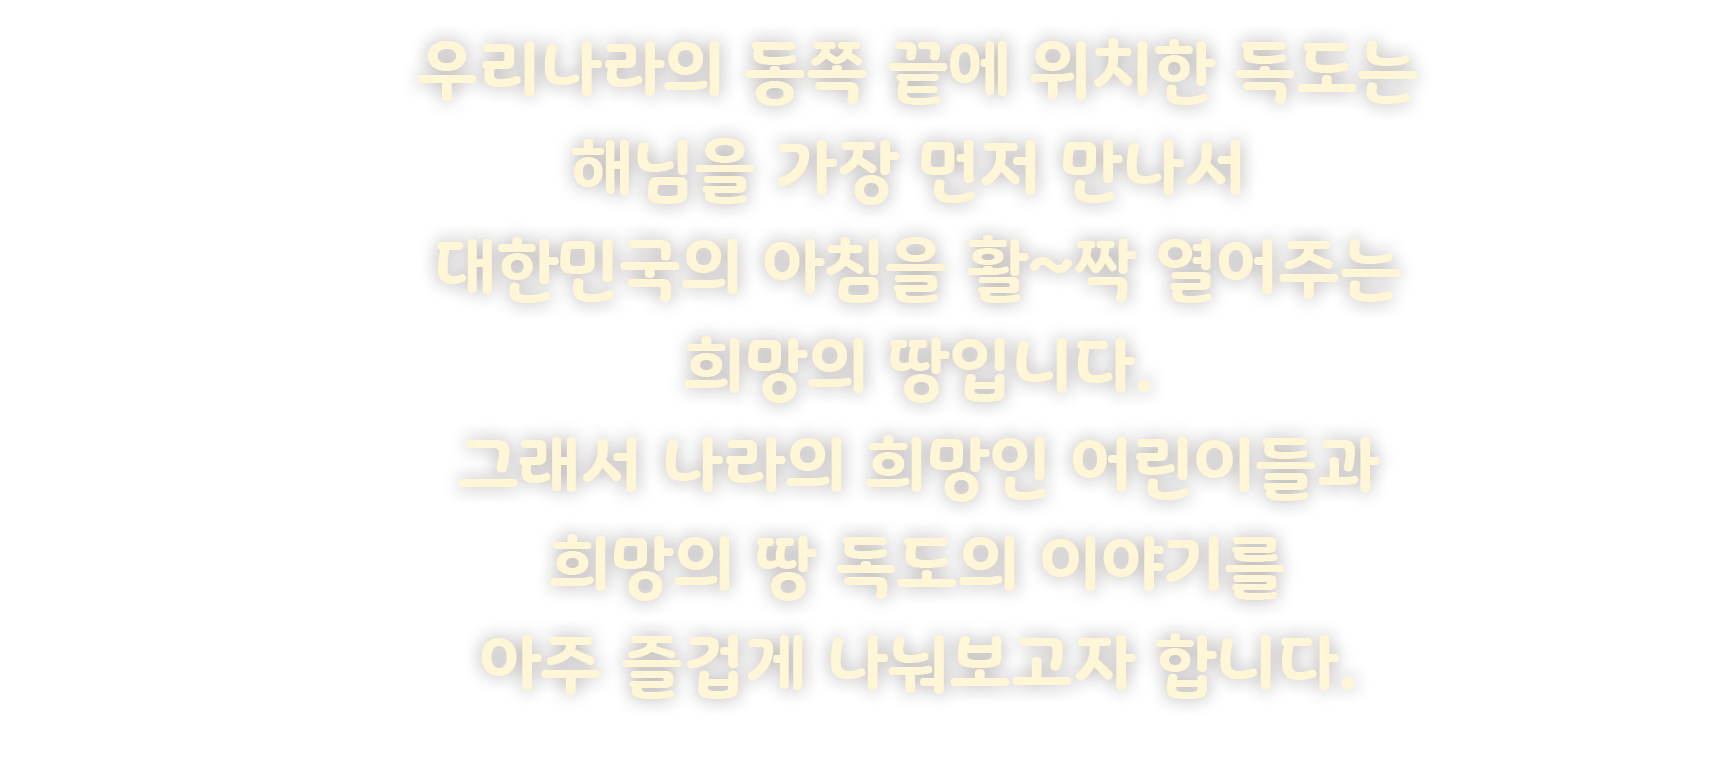 우리나라의 동쪽 끝에 위치한 독도는
해님을 가장 먼저 만나서
대한민국의 아침을 활~짝 열어주는
희망의 땅입니다.
그래서 나라의 희망인 어린이들과
희망의 땅 독도의 이야기를
아주 즐겁게 나눠보고자 합니다.